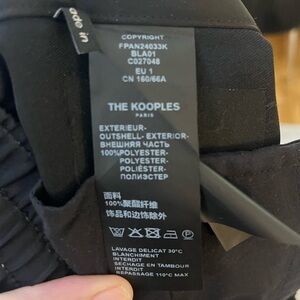 made in
COPYRIGHT
FPAN24033K
BLA01
C027048
EU 1
CN 160/66A
THE KOOPLES
PARIS
EXTERIEUR-
OUTSHELL- EXTERIOR-
ВНЕШНЯЯ ЧАСТЬ
100%POLYESTER-
POLYESTER-
POLIÉSTER-
ПОЛИЭСТЕР
面料
100%聚酯纤维
饰品和边饰除外
LAVAGE DELICAT 30°C
BLANCHIMENT
INTERDIT
SECHAGE EN TAMBOUR
INTERDIT
REPASSAGE 110°C MAX